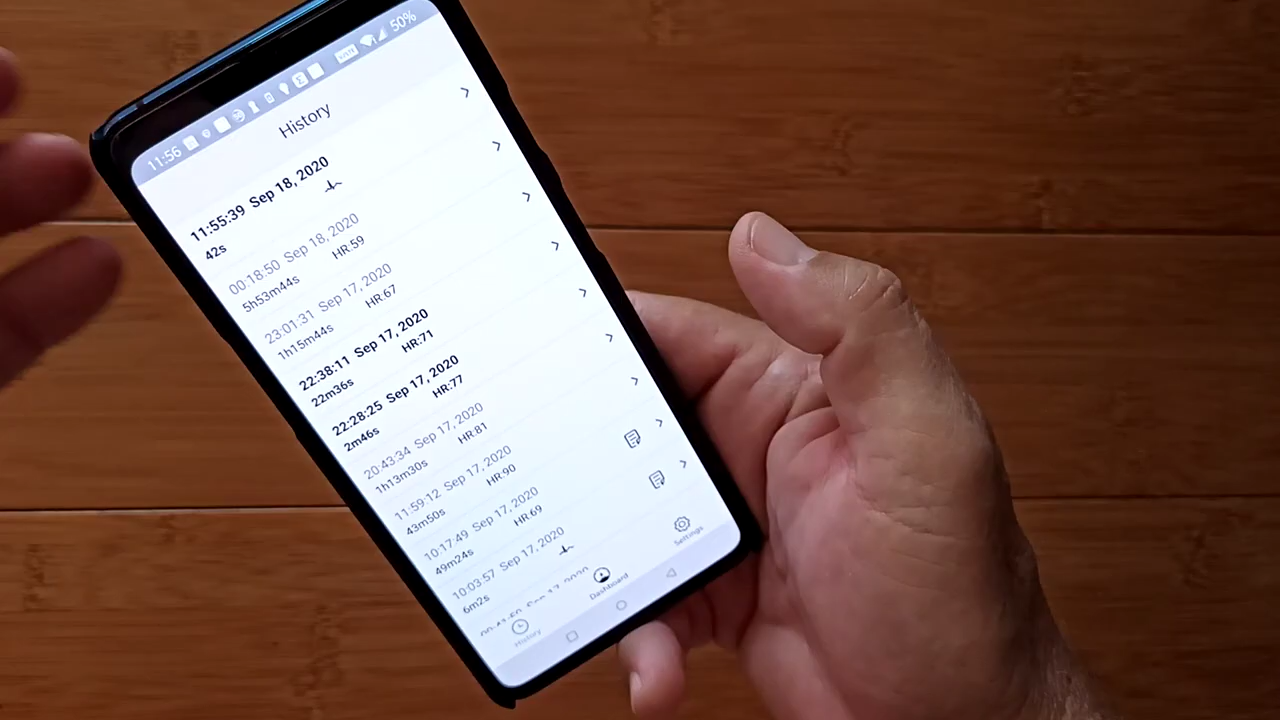 11:56
50%
History
11:55:39 Sep 18, 2020
42s
00:18:50 Sep 18, 2020
5h53m44s HR:59
23:01:31 Sep 17, 2020
1h15m44s HR:67
22:38:11 Sep 17, 2020
22m36s HR:71
22:28:25 Sep 17, 2020
2m46s HR:77
20:43:34 Sep 17, 2020
1h13m30s HR:81
11:59:12 Sep 17, 2020
43m50s HR:90
10:17:49 Sep 17, 2020
49m24s HR:69
10:03:57 Sep 17, 2020
6m2s
Sep 17, 2020
History Dashboard Settings